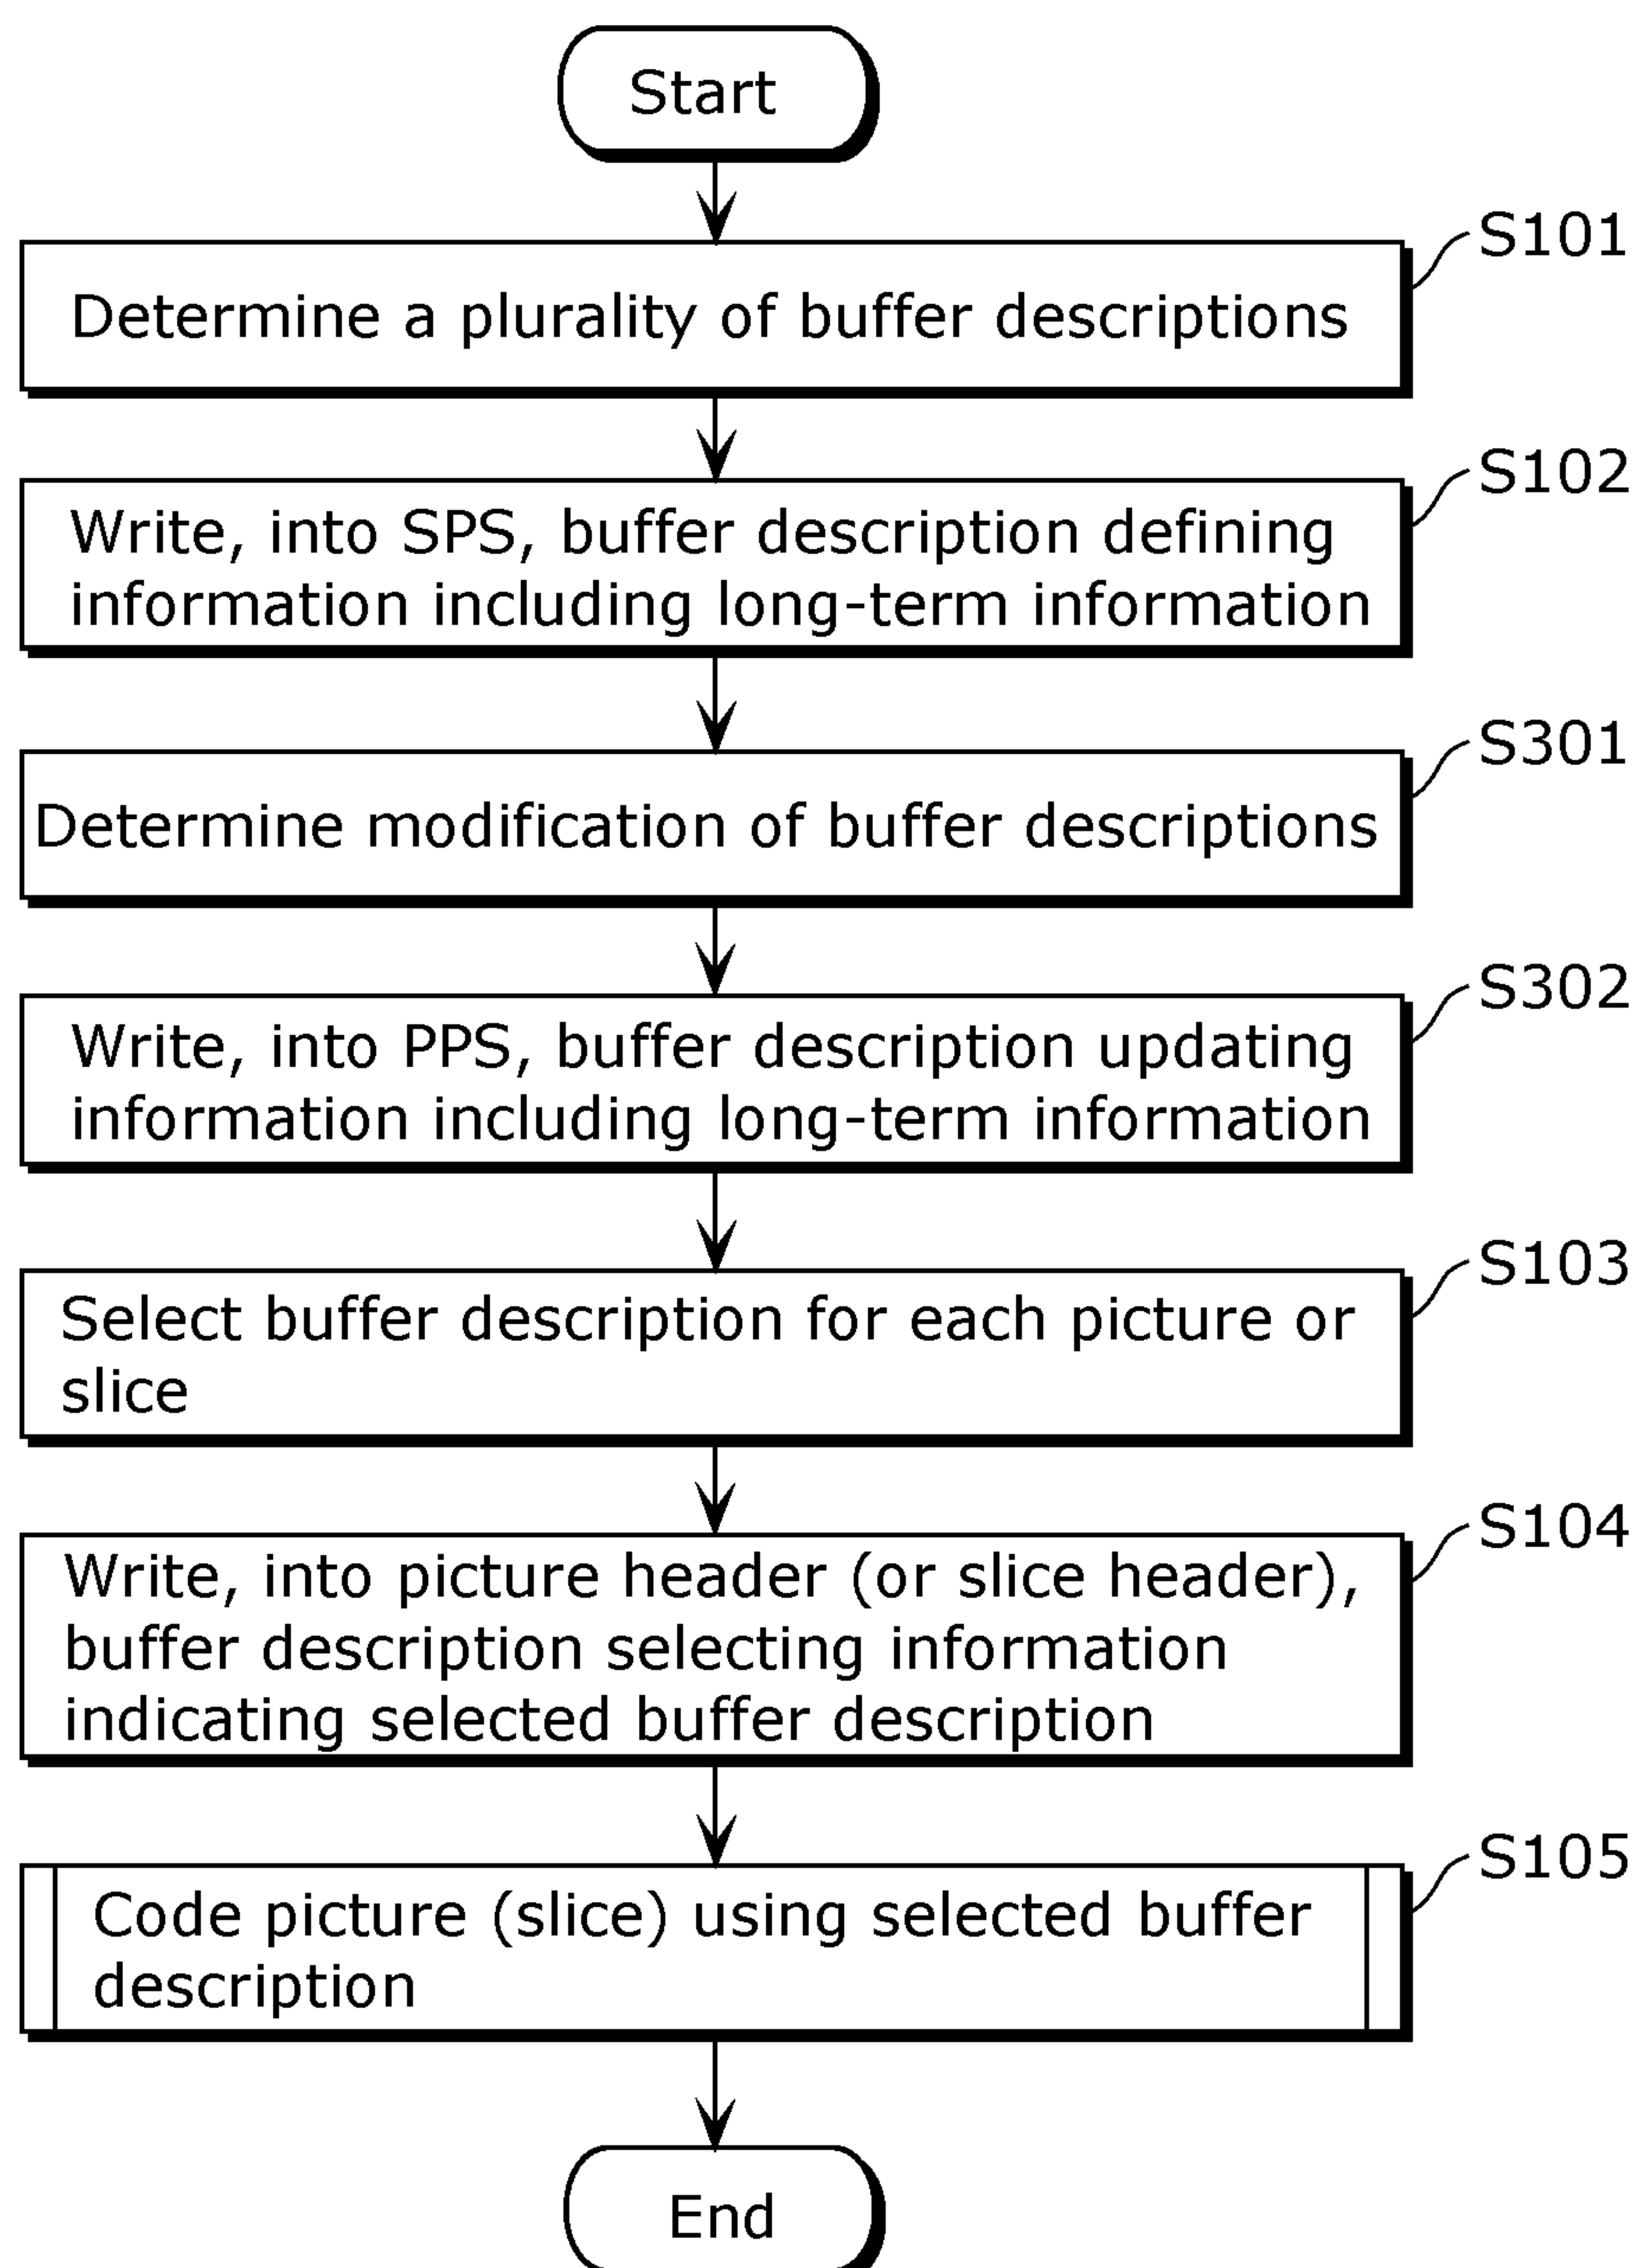 Start
S101
Determine a plurality of buffer descriptions
S102
Write, into SPS, buffer description defining
information including long-term information
S301
Determine modification of buffer descriptions
S302
Write, into PPS, buffer description updating
information including long-term information
S103
Select buffer description for each picture or
slice
S104
Write, into picture header (or slice header),
buffer description selecting information
indicating selected buffer description
S105
Code picture (slice) using selected buffer
description
End